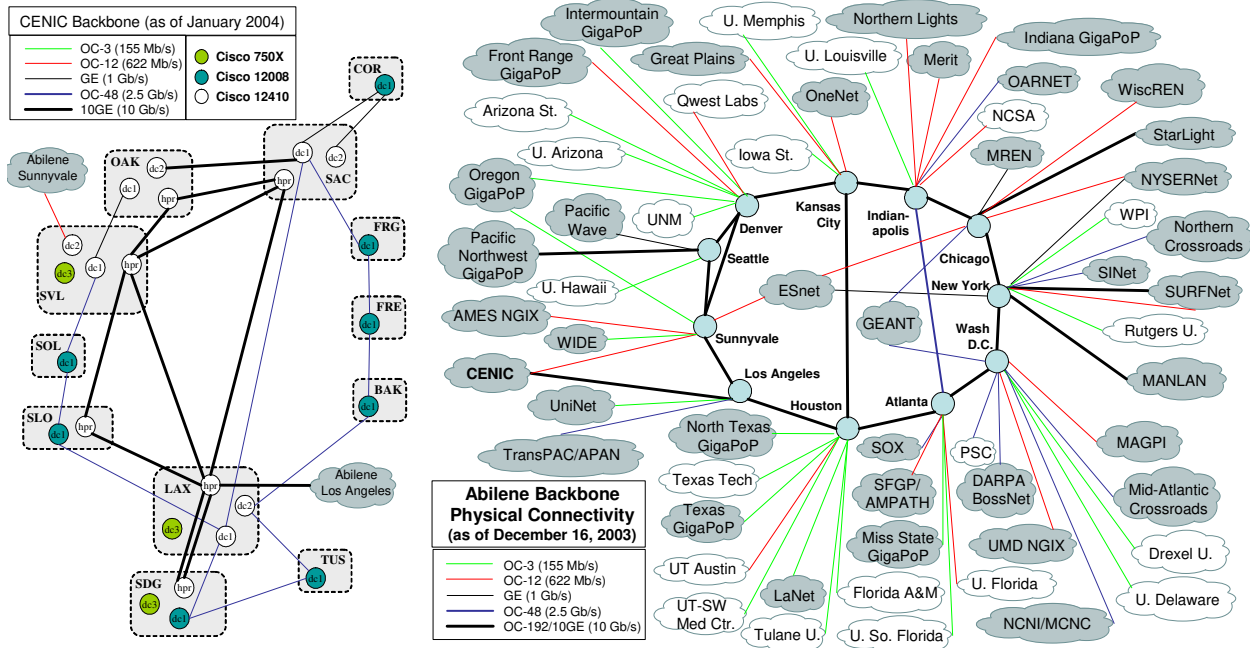 CENIC Backbone (as of January 2004)
OC-3 (155 Mb/s)
OC-12 (622 Mb/s)
GE (1 Gb/s)
OC-48 (2.5 Gb/s)
10GE (10 Gb/s)
Cisco 750X
Cisco 12008
Cisco 12410
COR
dc1
Abilene
Sunnyvale
OAK
dc2
dc1
hpr
dc1
dc2
hpr
SAC
dc2
dc3
dc1
hpr
SVL
FRG
dc1
FRE
dc1
SOL
dc1
BAK
dc1
SLO
hpr
dc1
LAX
hpr
dc2
dc3
dc1
Abilene
Los Angeles
SDG
hpr
dc3
dc1
TUS
dc1
Intermountain
GigaPoP
U. Memphis
Northern Lights
Indiana GigaPoP
Front Range
GigaPoP
Great Plains
U. Louisville
Merit
OARNET
WiscREN
Arizona St.
Qwest Labs
OneNet
NCSA
StarLight
U. Arizona
Iowa St.
MREN
Oregon
GigaPoP
NYSERNet
UNM
Pacific
Wave
WPI
Pacific
Northwest
GigaPoP
Northern
Crossroads
Denver
Kansas
City
Indian-
apolis
Chicago
Seattle
SINet
U. Hawaii
ESnet
New York
SURFNet
AMES NGIX
GEANT
Rutgers U.
WIDE
Sunnyvale
Wash
D.C.
CENIC
Los Angeles
MANLAN
UniNet
Houston
Atlanta
North Texas
GigaPoP
SOX
PSC
MAGPI
TransPAC/APAN
Texas Tech
SFGP/
AMPATH
DARPA
BossNet
Mid-Atlantic
Crossroads
Texas
GigaPoP
Miss State
GigaPoP
UMD NGIX
Drexel U.
UT Austin
LaNet
Florida A&M
U. Florida
U. Delaware
UT-SW
Med Ctr.
Tulane U.
U. So. Florida
NCNI/MCNC
Abilene Backbone
Physical Connectivity
(as of December 16, 2003)
OC-3 (155 Mb/s)
OC-12 (622 Mb/s)
GE (1 Gb/s)
OC-48 (2.5 Gb/s)
OC-192/10GE (10 Gb/s)